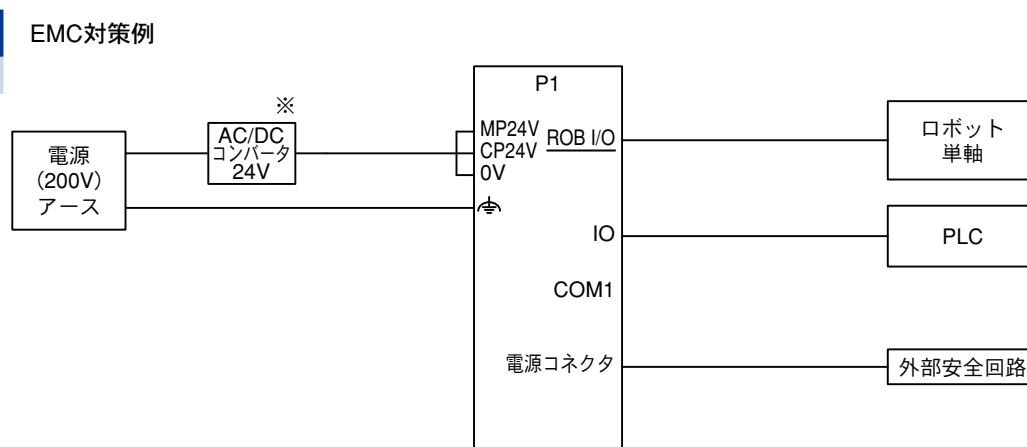 EMC対策例
P1
※
電源
(200V)
アース
AC/DC
コンバータ
24V
MP24V
CP24V
0V
ROB I/O
IO
COM1
電源コネクタ
ロボット
単軸
PLC
外部安全回路